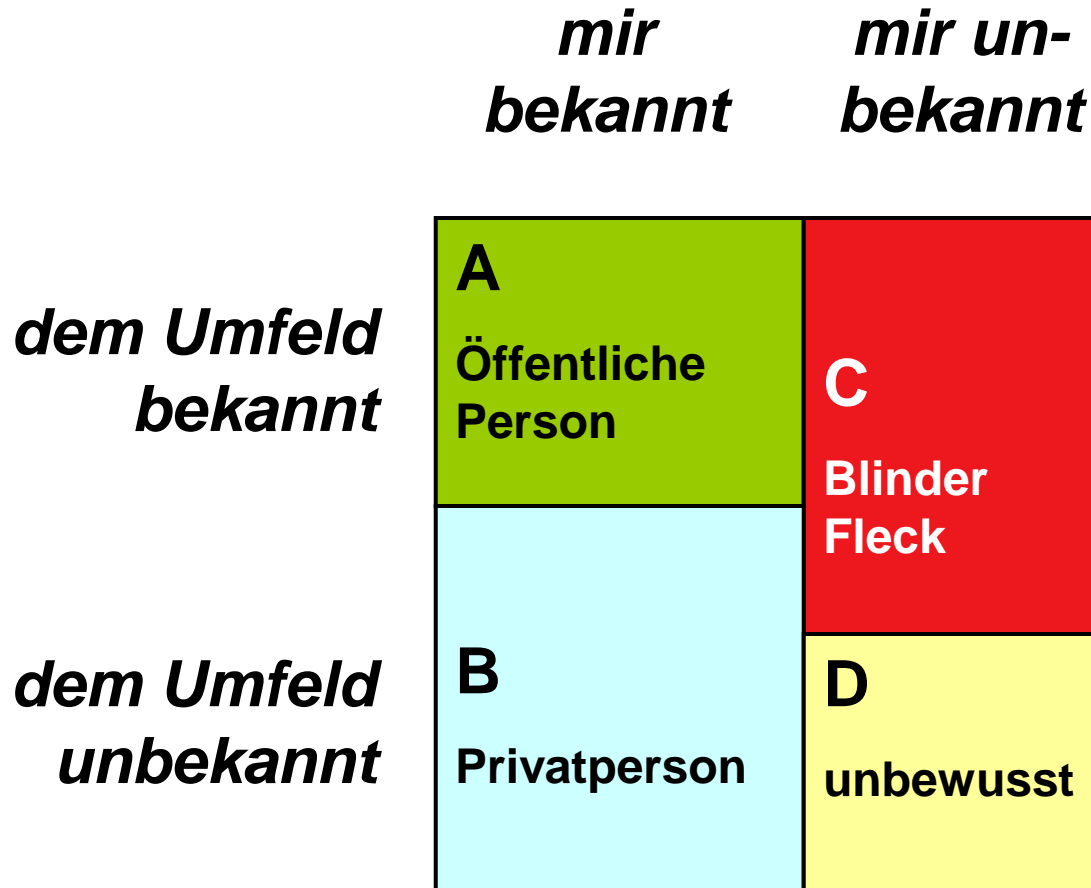 mir
bekannt
mir un-
bekannt
dem Umfeld
bekannt
A
Öffentliche
Person
C
Blinder
Fleck
dem Umfeld
unbekannt
B
Privatperson
D
unbewusst